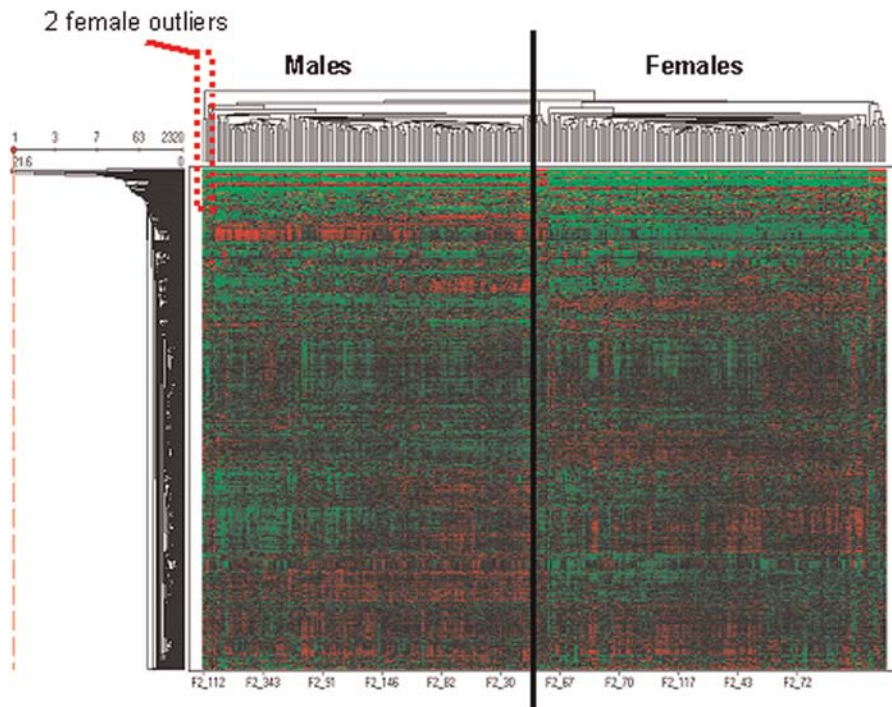 2 female outliers
Males Females
1 3 7 63 2320
21.6 0
F2_112 F2_343 F2_91 F2_146 F2_62 F2_30 F2_67 F2_70 F2_117 F2_43 F2_72